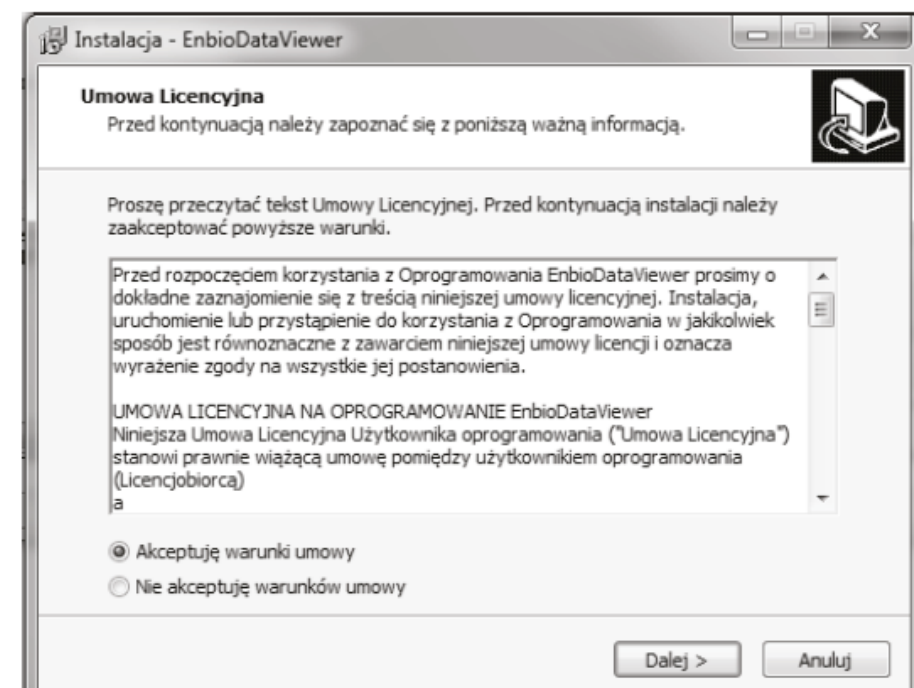 Instalacja - EnbioDataViewer
Umowa Licencyjna
Przed kontynuacją należy zapoznać się z poniższą ważną informacją.
Proszę przeczytać tekst Umowy Licencyjnej. Przed kontynuacją instalacji należy
zaakceptować powyższe warunki.
Przed rozpoczęciem korzystania z Oprogramowania EnbioDataViewer prosimy o
dokładne zaznajomienie się z treścią niniejszej umowy licencyjnej. Instalacja,
uruchomienie lub przystąpienie do korzystania z Oprogramowania w jakikolwiek
sposób jest równoznaczne z zawarciem niniejszej umowy licencji i oznacza
wyrażenie zgody na wszystkie jej postanowienia.
UMOWA LICENCYJNA NA OPROGRAMOWANIE EnbioDataViewer
Niniejsza Umowa Licencyjna Użytkownika oprogramowania ("Umowa Licencyjna")
stanowi prawnie wiążącą umowę pomiędzy użytkownikiem oprogramowania
(Licencjobiorcą)
a
Akceptuję warunki umowy
Nie akceptuję warunków umowy
Dalej >
Anuluj